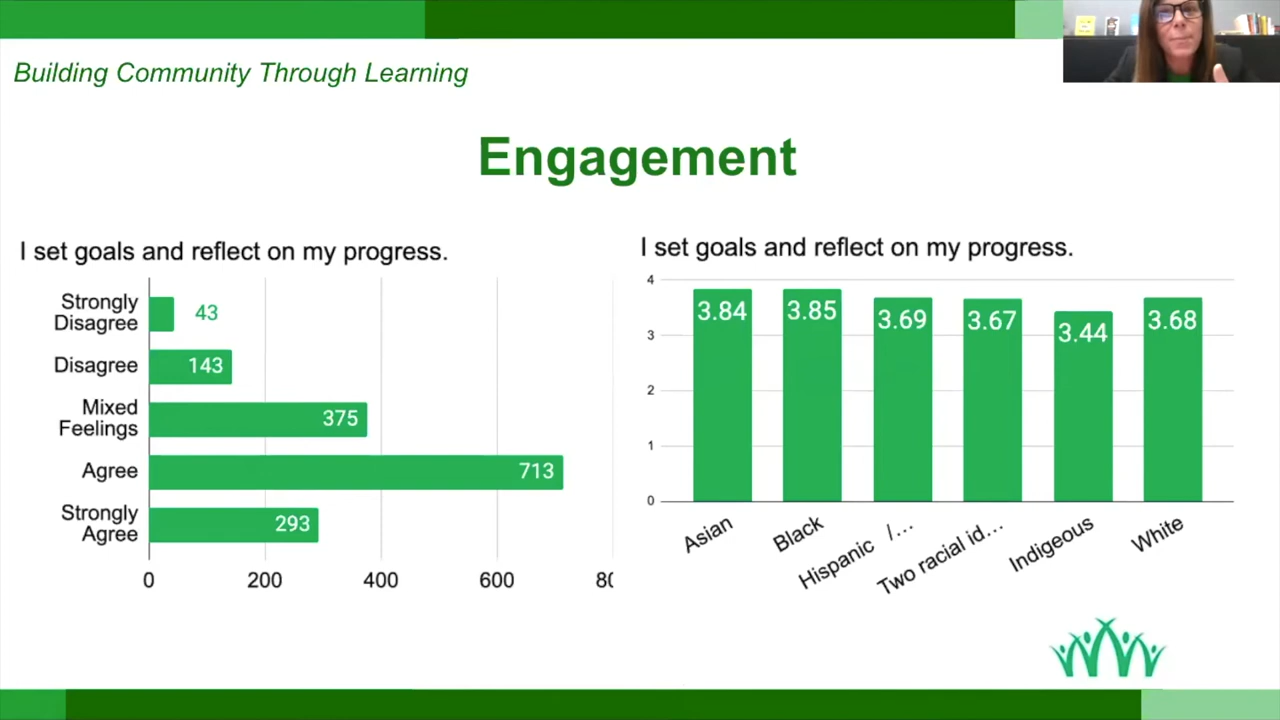 Building Community Through Learning
Engagement
I set goals and reflect on my progress.
Strongly
Disagree
43
Disagree
143
Mixed
Feelings
375
Agree
713
Strongly
Agree
293
0 200 400 600 80
I set goals and reflect on my progress.
4
3
2
1
0
3.84 3.85 3.69 3.67 3.44 3.68
Asian Black Hispanic /... Two racial id... Indigeous White